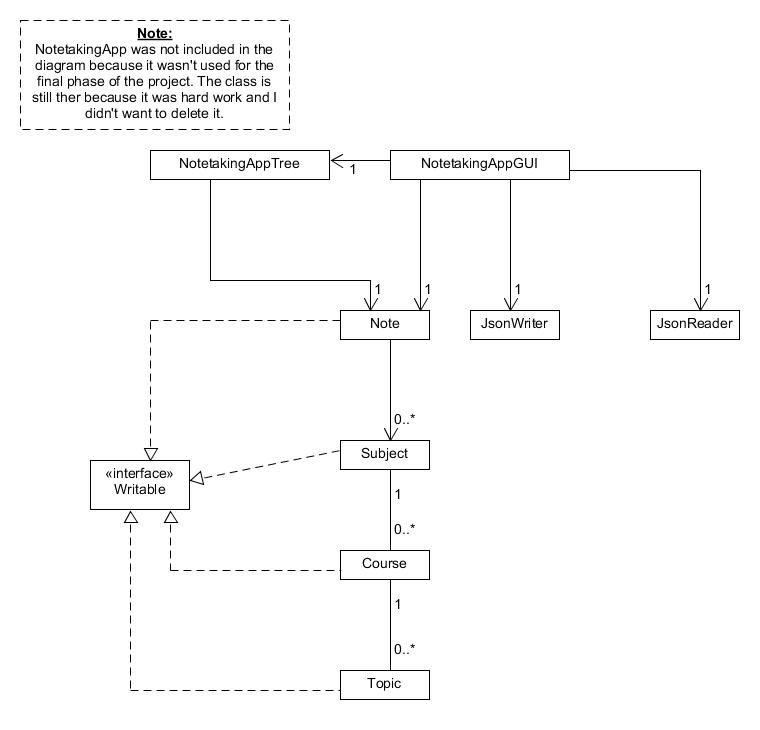 Note:
NotetakingApp was not included in the
diagram because it wasn't used for the
final phase of the project. The class is
still ther because it was hard work and I
didn't want to delete it.
NotetakingAppTree
NotetakingAppGUI
1
1
1
1
1
Note
JsonWriter
JsonReader
0..*
Subject
«interface»
Writable
1
0..*
Course
1
0..*
Topic